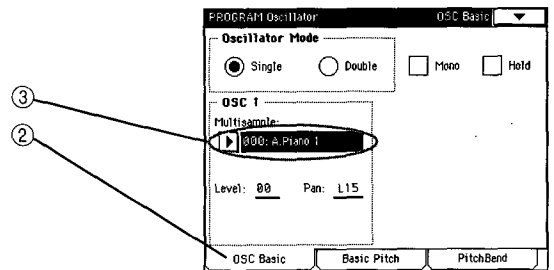 PROGRAM Oscillator OSC Basic
Oscillator Mode
Single Double Mono Hold
③
OSC 1
Multisample:
000: A.Piano 1
②
Level: 00 Pan: L15
OSC Basic Basic Pitch PitchBend